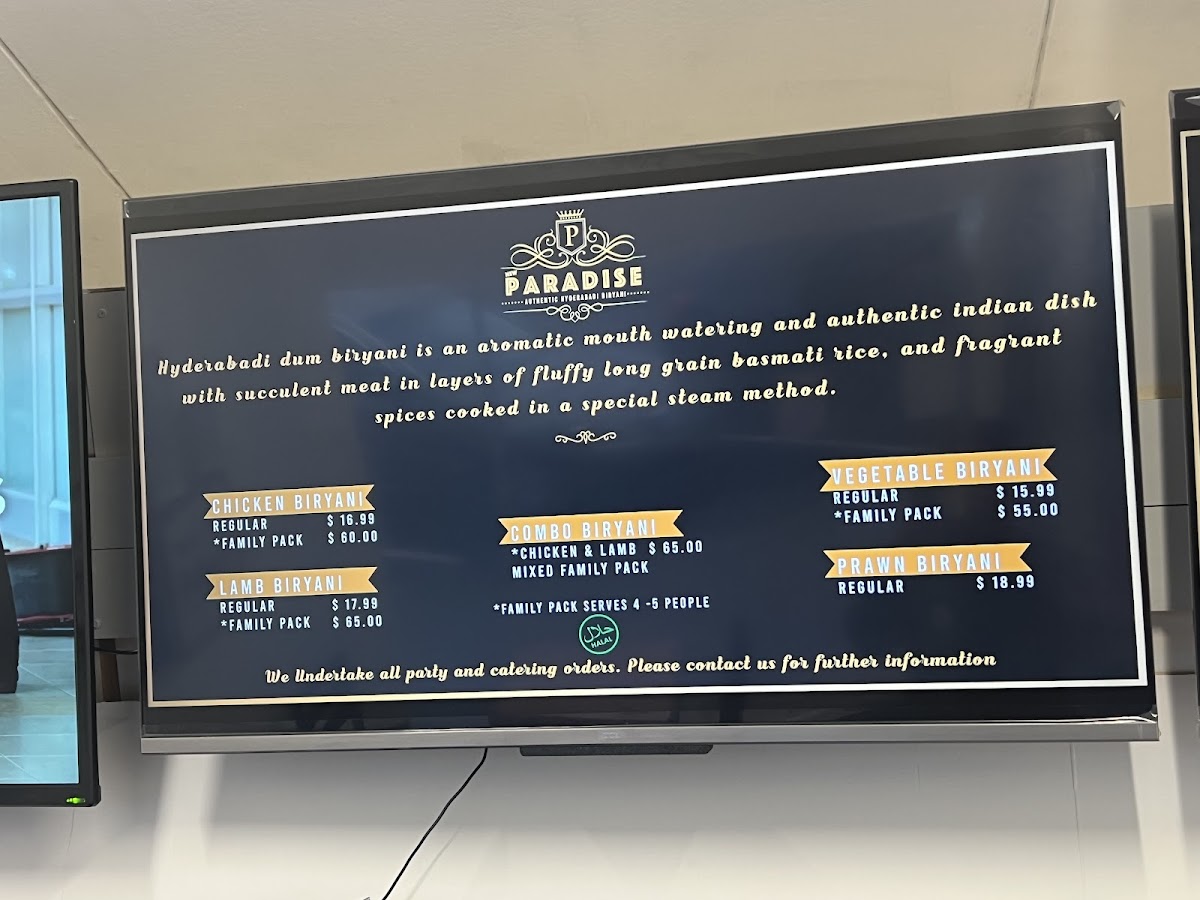 P
NEW
PARADISE
AUTHENTIC HYDERABADI BIRYANI
Hyderabadi dum biryani is an aromatic mouth watering and authentic indian dish
with succulent meat in layers of fluffy long grain basmati rice, and fragrant
spices cooked in a special steam method.
CHICKEN BIRYANI
REGULAR $ 16.99
*FAMILY PACK $ 60.00
LAMB BIRYANI
REGULAR $ 17.99
*FAMILY PACK $ 65.00
COMBO BIRYANI
*CHICKEN & LAMB $ 65.00
MIXED FAMILY PACK
*FAMILY PACK SERVES 4 -5 PEOPLE
حلال
HALAL
VEGETABLE BIRYANI
REGULAR $ 15.99
*FAMILY PACK $ 55.00
PRAWN BIRYANI
REGULAR $ 18.99
We Undertake all party and catering orders. Please contact us for further information